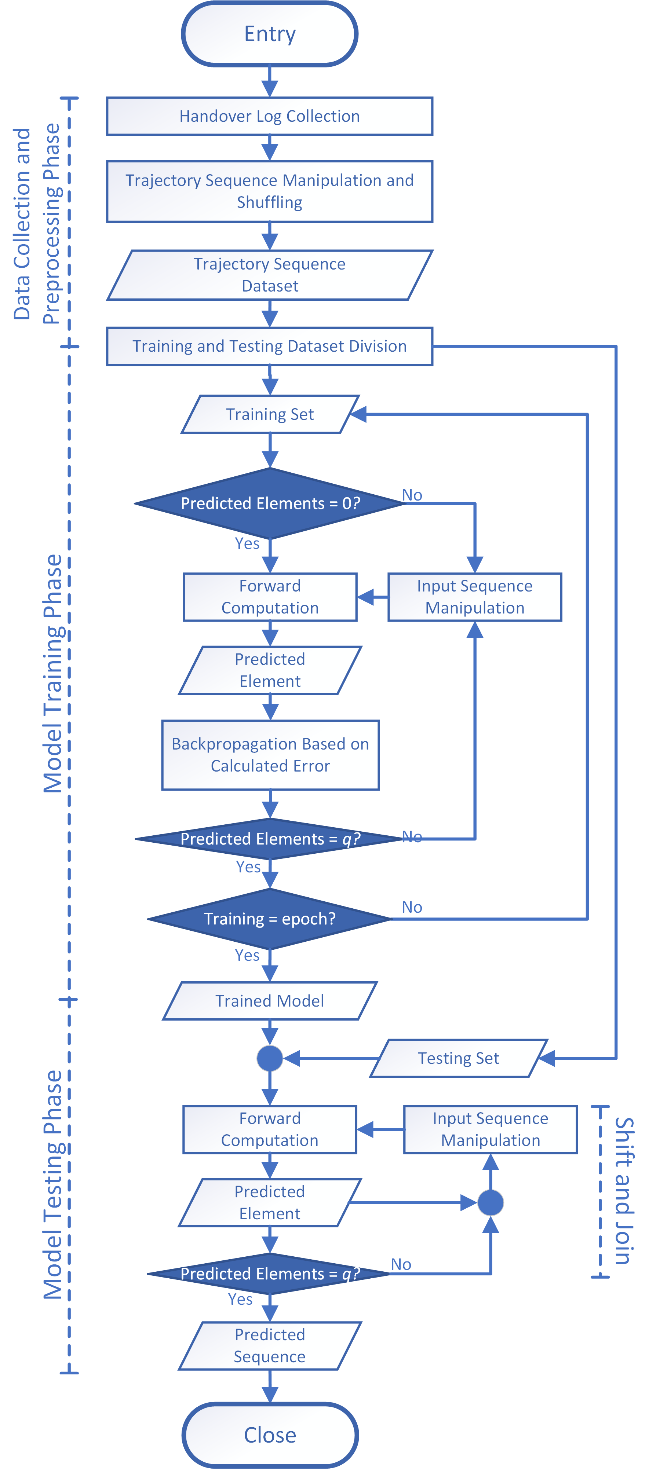 Entry
Data Collection and
Preprocessing Phase
Handover Log Collection
Trajectory Sequence Manipulation and
Shuffling
Trajectory Sequence
Dataset
Training and Testing Dataset Division
Model Training Phase
Training Set
Predicted Elements = 0?
No
Yes
Forward
Computation
Input Sequence
Manipulation
Predicted
Element
Backpropagation Based on
Calculated Error
Predicted Elements = q?
No
Yes
Training = epoch?
No
Yes
Trained Model
Model Testing Phase
Testing Set
Forward
Computation
Input Sequence
Manipulation
Shift and Join
Predicted
Element
Predicted Elements = q?
No
Yes
Predicted
Sequence
Close